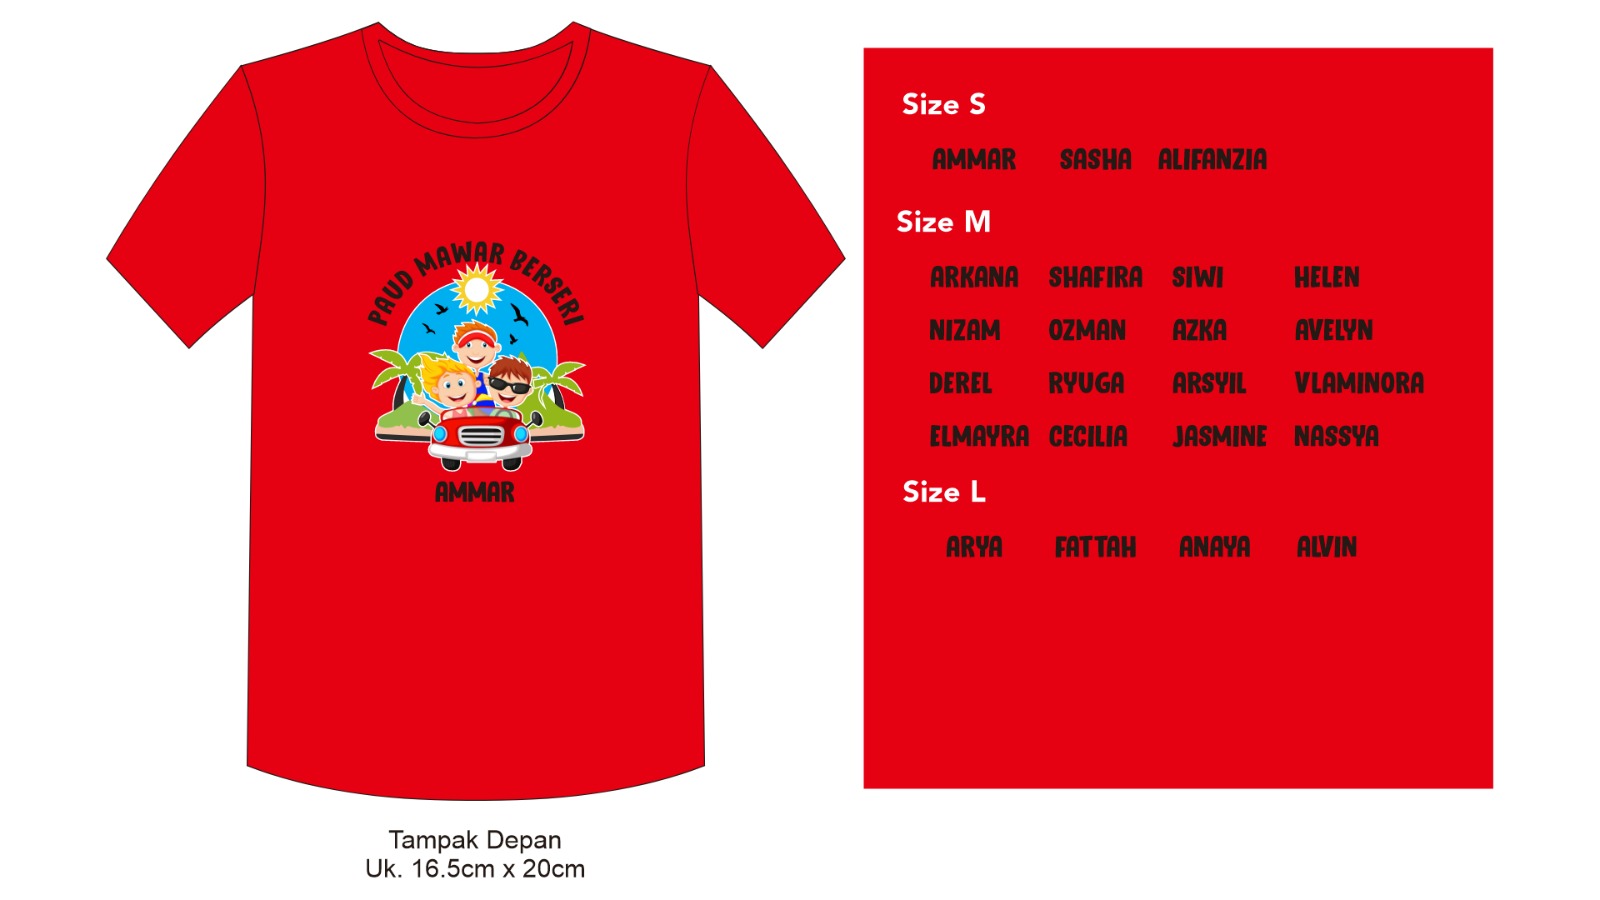 PAUD MAWAR BERSERI
AMMAR
Tampak Depan
Uk. 16.5cm x 20cm
Size S
AMMAR SASHA ALIFANZIA
Size M
ARKANA SHAFIRA SIWI HELEN
NIZAM OZMAN AZKA AVELYN
DEREL RYUGA ARSYIL VLAMINORA
ELMAYRA CECILIA JASMINE NASSYA
Size L
ARYA FATTAH ANAYA ALVIN